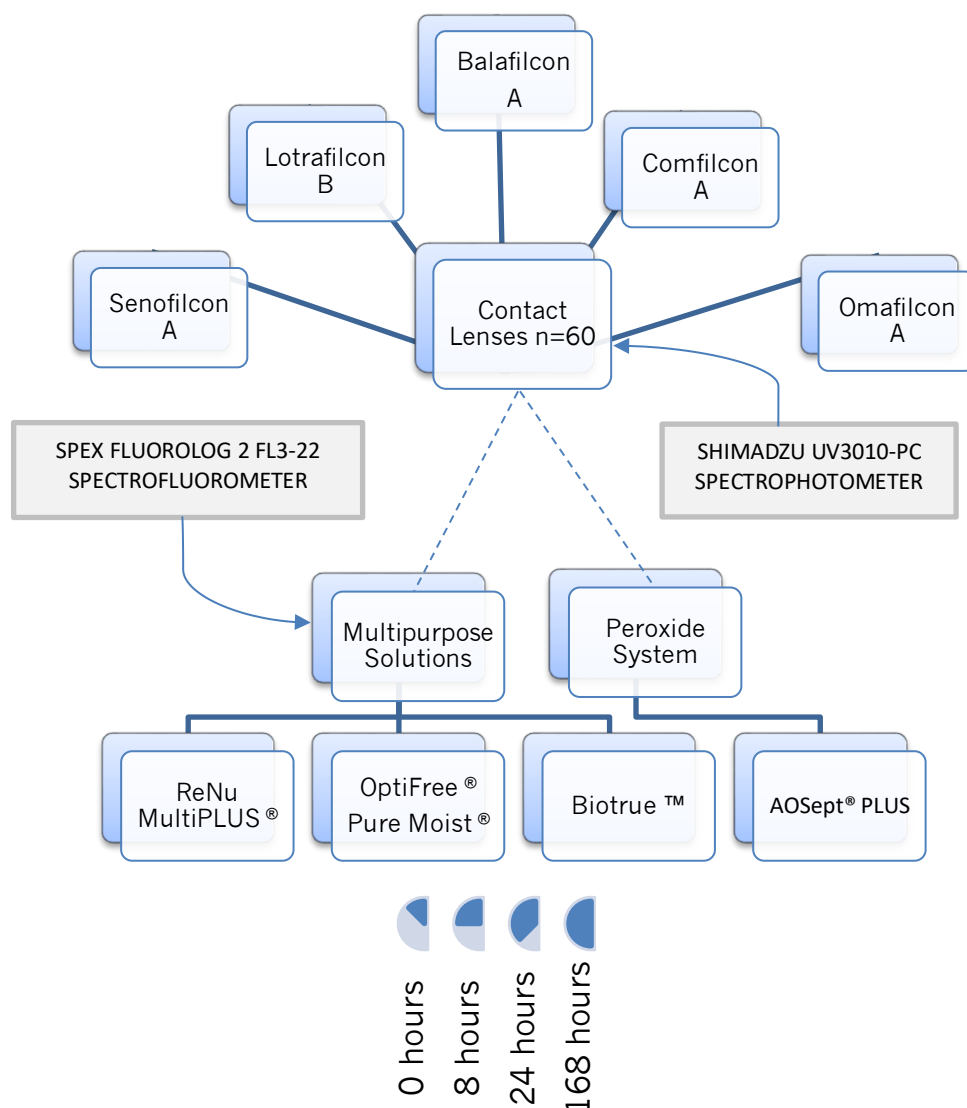 Balafilcon
A
Lotrafilcon
B
Comfilcon
A
Senofilcon
A
Contact
Lenses n=60
Omafilcon
A
SPEX FLUOROLOG 2 FL3-22
SPECTROFLUOROMETER
SHIMADZU UV3010-PC
SPECTROPHOTOMETER
Multipurpose
Solutions
Peroxide
System
ReNu
MultiPLUS ®
OptiFree ®
Pure Moist ®
Biotrue ™
AOSept® PLUS
0 hours
8 hours
24 hours
168 hours